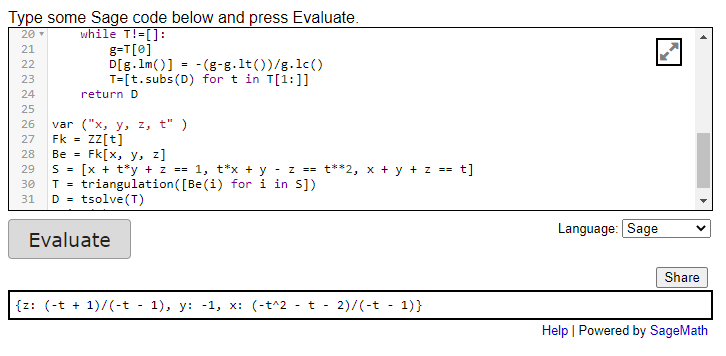 Type some Sage code below and press Evaluate.
20 while T!=[]:
21 g=T[0]
22 D[g.lm()] = -(g-g.lt())/g.lc()
23 T=[t.subs(D) for t in T[1:]]
24 return D
25
26 var ("x, y, z, t" )
27 Fk = ZZ[t]
28 Be = Fk[x, y, z]
29 S = [x + t*y + z == 1, t*x + y - z == t**2, x + y + z == t]
30 T = triangulation([Be(i) for i in S])
31 D = tsolve(T)
Evaluate
Language: Sage
Share
{z: (-t + 1)/(-t - 1), y: -1, x: (-t^2 - t - 2)/(-t - 1)}
Help | Powered by SageMath